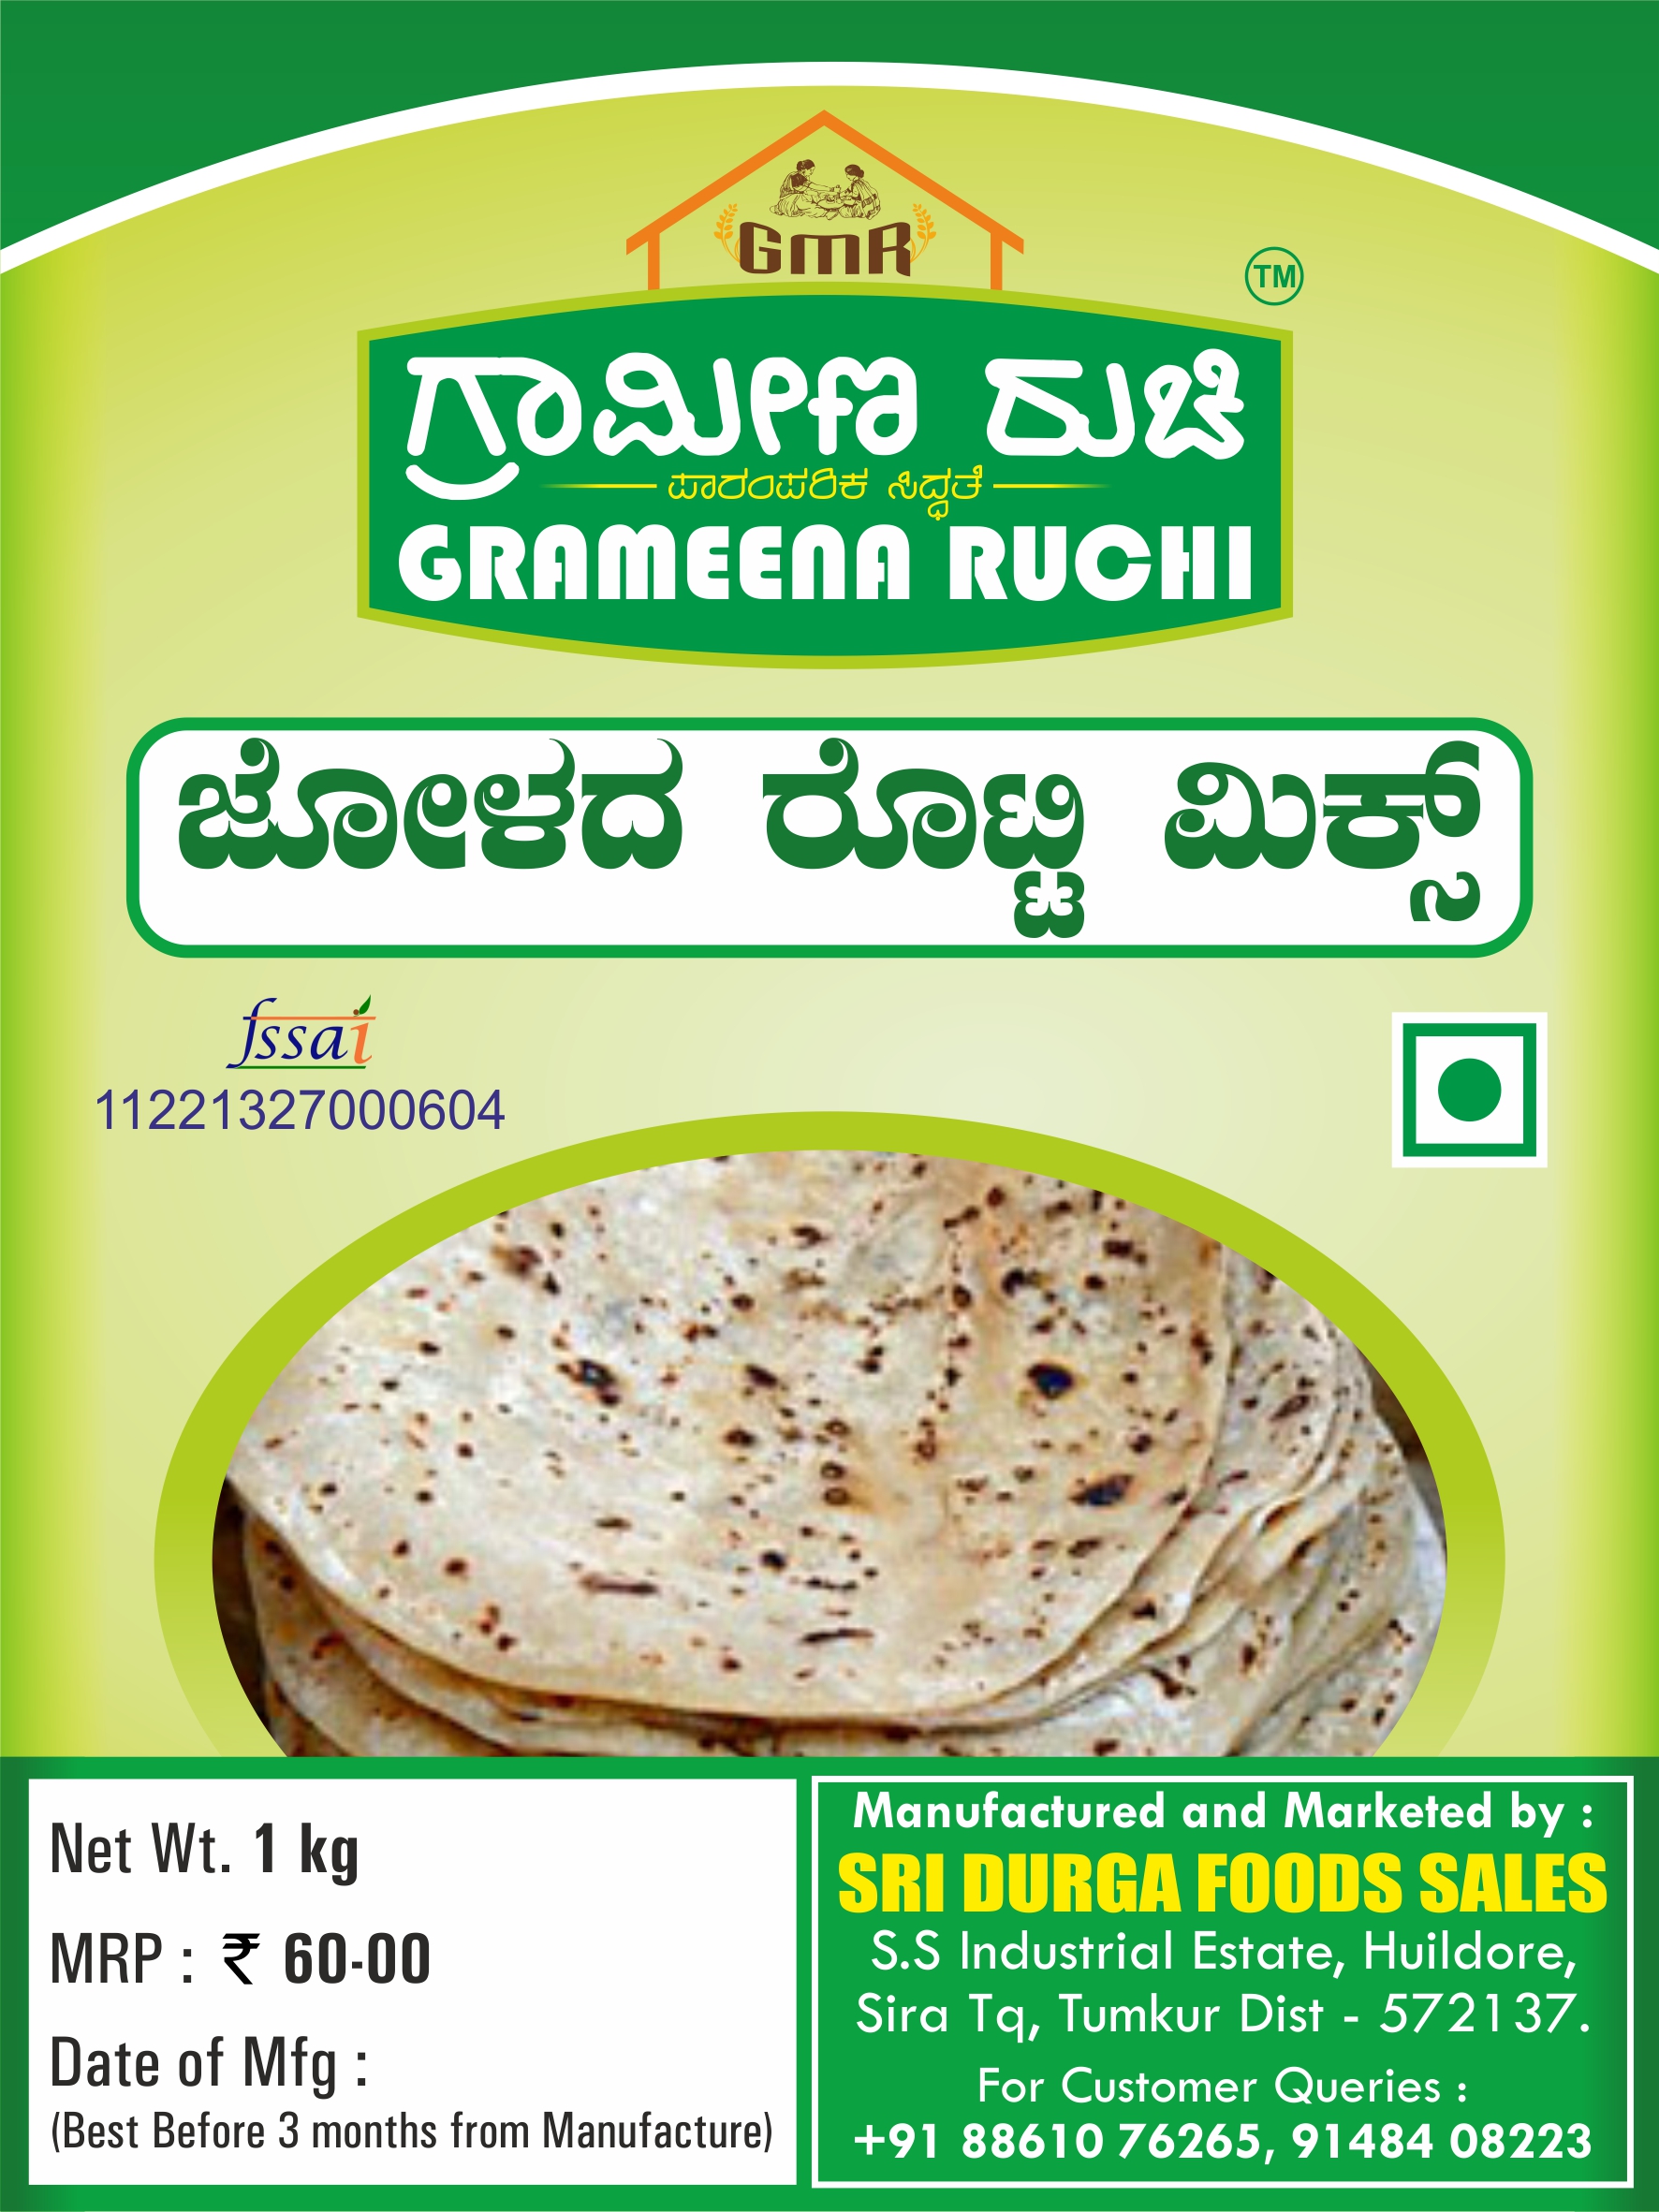 GMR
TM
ಗ್ರಾಮೀಣ ರುಚಿ
ಪಾರಂಪರಿಕ ಸಿದ್ಧತೆ
GRAMEENA RUCHI
ಜೋಳದ ರೊಟ್ಟಿ ಮಿಕ್ಸ್
fssai
11221327000604
Net Wt. 1 kg
MRP : ₹ 60-00
Date of Mfg :
(Best Before 3 months from Manufacture)
Manufactured and Marketed by :
SRI DURGA FOODS SALES
S.S Industrial Estate, Huildore,
Sira Tq, Tumkur Dist - 572137.
For Customer Queries :
+91 88610 76265, 91484 08223